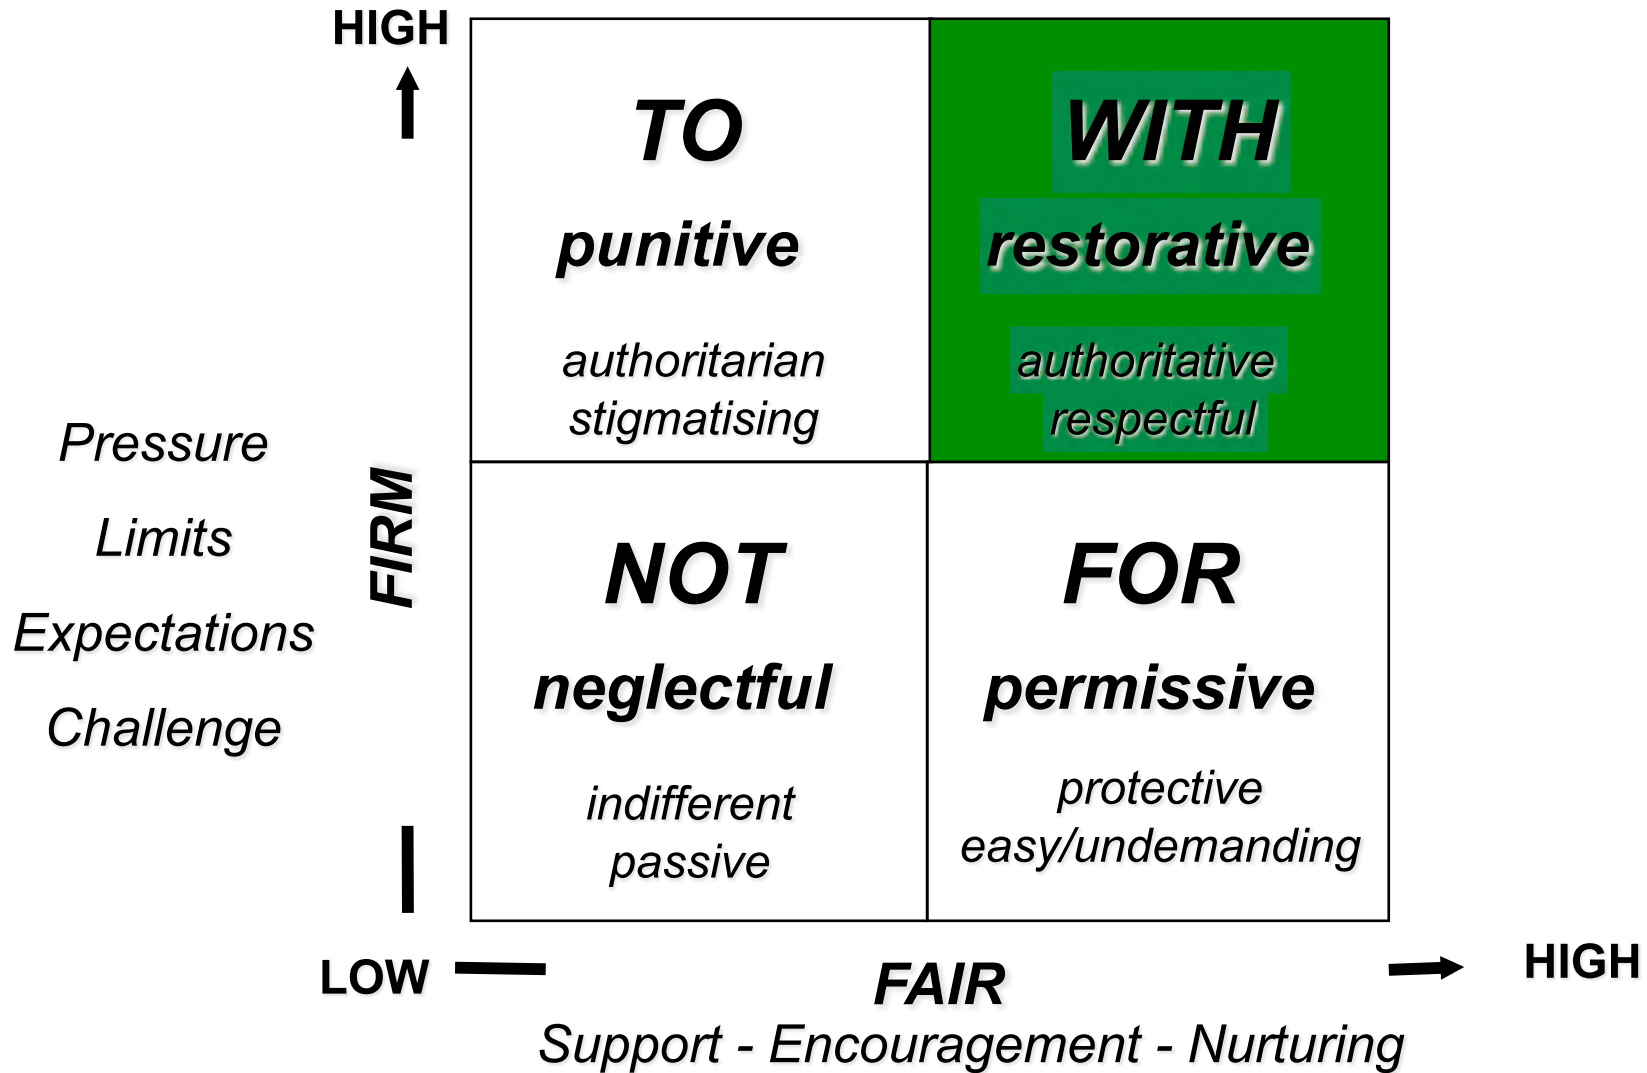 HIGH
TO
WITH
punitive
restorative
authoritarian
stigmatising
authoritative
respectful
Pressure
Limits
Expectations
Challenge
FIRM
NOT
FOR
neglectful
permissive
indifferent
passive
protective
easy/undemanding
LOW
FAIR
HIGH
Support - Encouragement - Nurturing